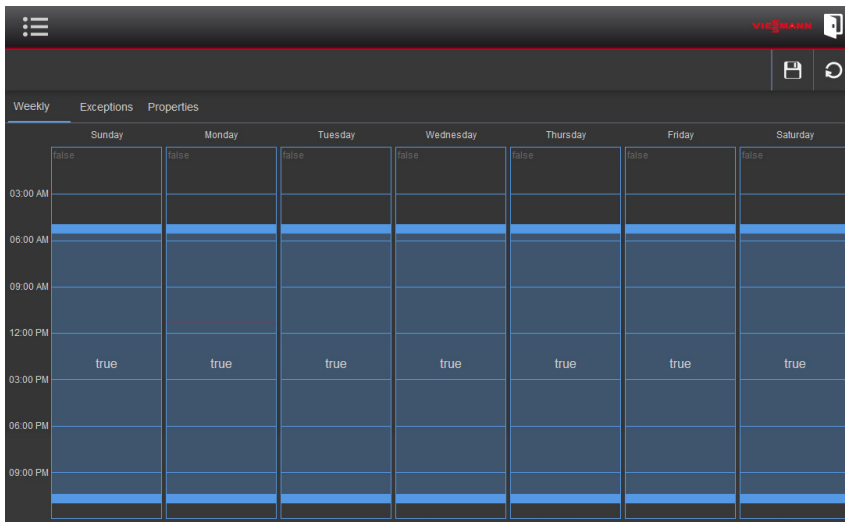 VIESMANN
Weekly Exceptions Properties
Sunday Monday Tuesday Wednesday Thursday Friday Saturday
false false false false false false false
03:00 AM
06:00 AM
09:00 AM
12:00 PM
true true true true true true true
03:00 PM
06:00 PM
09:00 PM